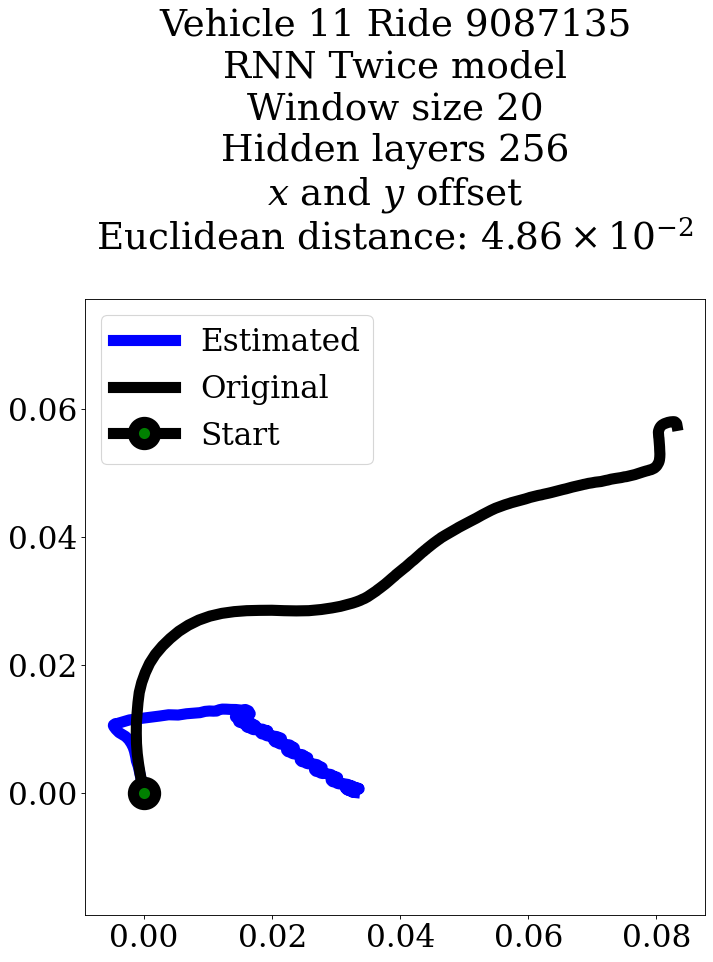 Vehicle 11 Ride 9087135
RNN Twice model
Window size 20
Hidden layers 256
x and y offset
Euclidean distance: 4.86 × 10⁻²
Estimated
Original
Start
0.06
0.04
0.02
0.00
0.00 0.02 0.04 0.06 0.08